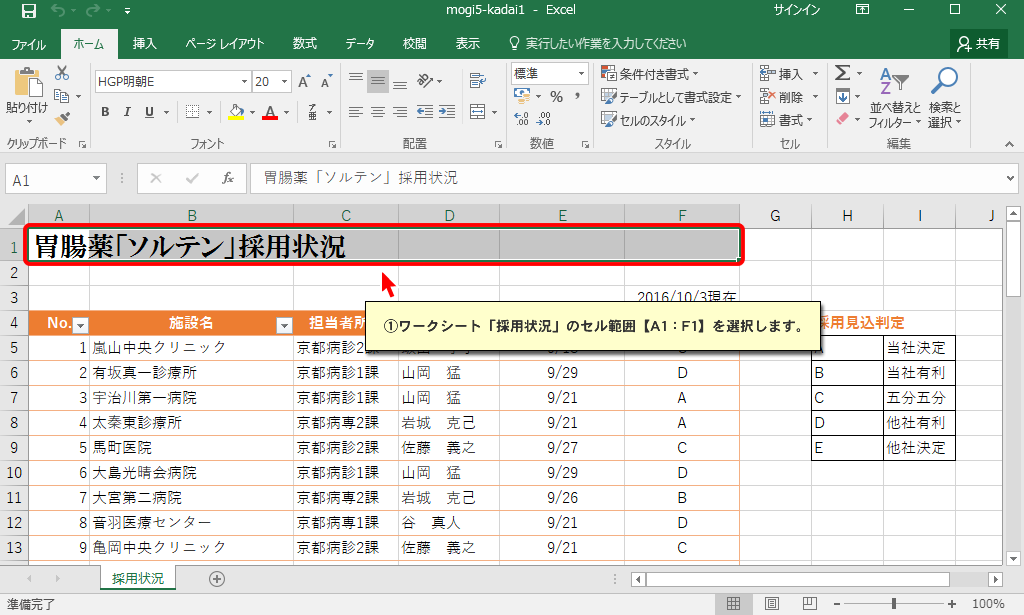 mogi5-kadai1 - Excel
サインイン
ファイル ホーム 挿入 ページ レイアウト 数式 データ 校閲 表示 実行したい作業を入力してください 共有
貼り付け
HGP明朝E 20
B I U
標準
条件付き書式
テーブルとして書式設定
セルのスタイル
挿入
削除
書式
並べ替えと
フィルター
検索と
選択
クリップボード フォント 配置 数値 スタイル セル 編集
A1 fx 胃腸薬「ソルテン」採用状況
A B C D E F G H I J
1 胃腸薬「ソルテン」採用状況
2
3 2016/10/3現在
①ワークシート「採用状況」のセル範囲【A1：F1】を選択します。
4 No. 施設名 担当者所 採用見込判定
5 1 嵐山中央クリニック 京都病診2 当社決定
6 2 有坂真一診療所 京都病診1課 山岡 猛 9/29 D B 当社有利
7 3 宇治川第一病院 京都病診1課 山岡 猛 9/21 A C 五分五分
8 4 太秦東診療所 京都病専2課 岩城 克己 9/21 A D 他社有利
9 5 馬町医院 京都病診2課 佐藤 義之 9/27 C E 他社決定
10 6 大島光晴会病院 京都病診1課 山岡 猛 9/29 D
11 7 大宮第二病院 京都病専2課 岩城 克己 9/26 B
12 8 音羽医療センター 京都病専1課 谷 真人 9/21 D
13 9 亀岡中央クリニック 京都病診2課 佐藤 義之 9/21 C
採用状況
準備完了 100%